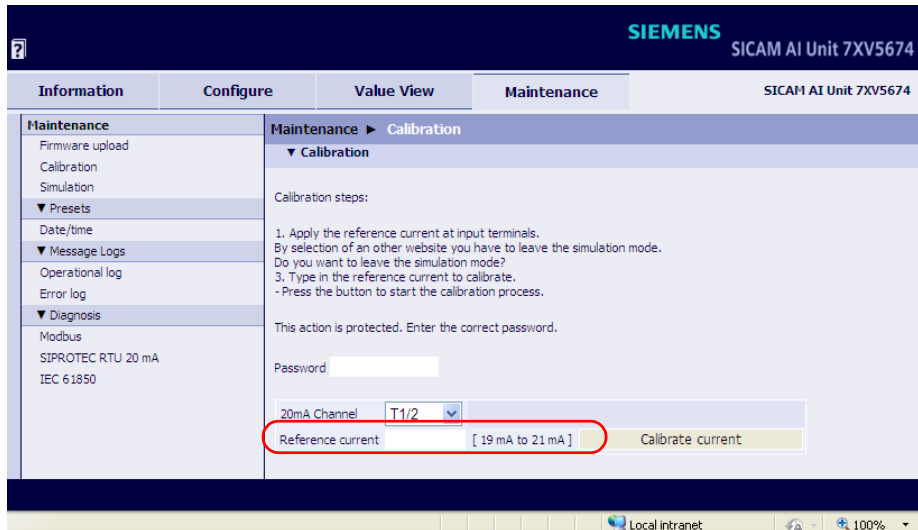 ?
SIEMENS
SICAM AI Unit 7XV5674
Information Configure Value View Maintenance SICAM AI Unit 7XV5674
Maintenance
Firmware upload
Calibration
Simulation
▼ Presets
Date/time
▼ Message Logs
Operational log
Error log
▼ Diagnosis
Modbus
SIPROTEC RTU 20 mA
IEC 61850
Maintenance ► Calibration
▼ Calibration
Calibration steps:
1. Apply the reference current at input terminals.
By selection of an other website you have to leave the simulation mode.
Do you want to leave the simulation mode?
3. Type in the reference current to calibrate.
- Press the button to start the calibration process.
This action is protected. Enter the correct password.
Password
20mA Channel T1/2
Reference current [ 19 mA to 21 mA ] Calibrate current
Local intranet 100%